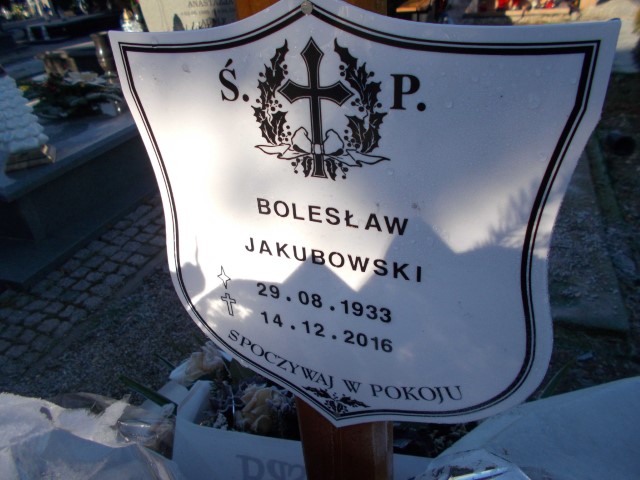 Ś. P.
BOLESŁAW
JAKUBOWSKI
29.08.1933
14.12.2016
SPOCZYWAJ W POKOJU